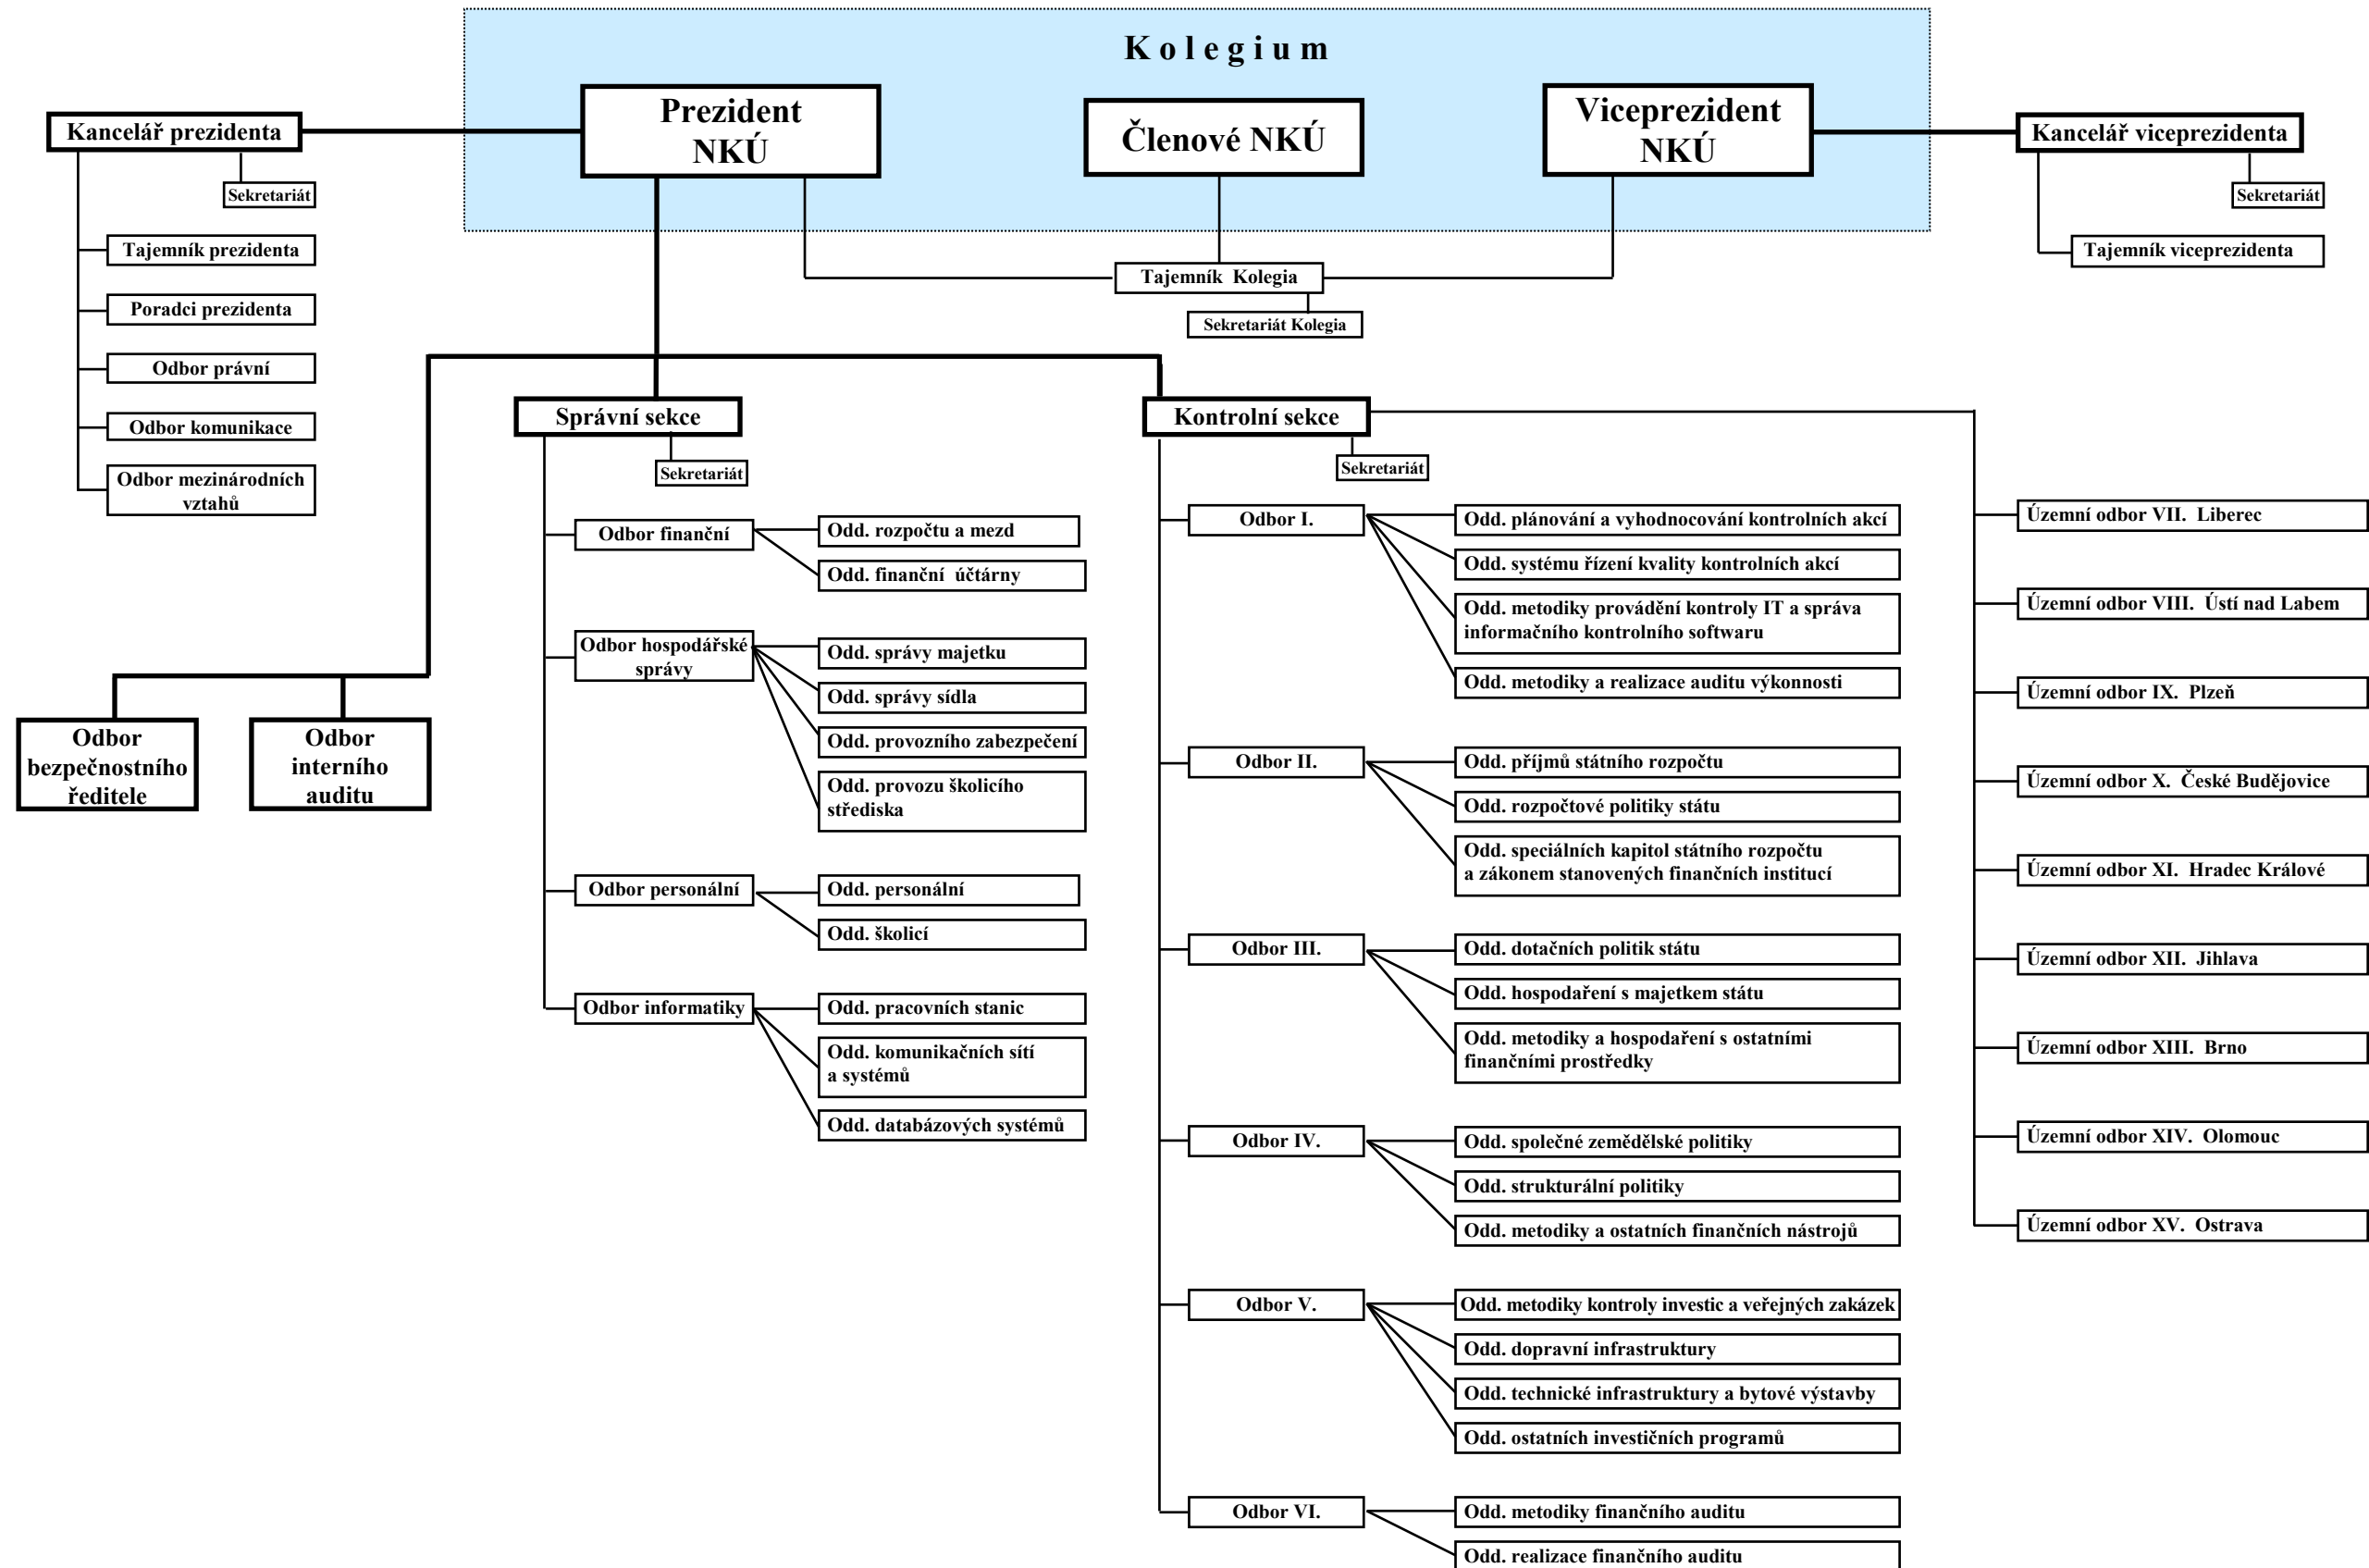 K o l e g i u m
Prezident
NKÚ
Členové NKÚ
Viceprezident
NKÚ
Kancelář prezidenta
Sekretariát
Tajemník prezidenta
Poradci prezidenta
Odbor právní
Odbor komunikace
Odbor mezinárodních
vztahů
Kancelář viceprezidenta
Sekretariát
Tajemník viceprezidenta
Tajemník Kolegia
Sekretariát Kolegia
Odbor
bezpečnostního
ředitele
Odbor
interního
auditu
Správní sekce
Sekretariát
Odbor finanční
Odd. rozpočtu a mezd
Odd. finanční účtárny
Odbor hospodářské
správy
Odd. správy majetku
Odd. správy sídla
Odd. provozního zabezpečení
Odd. provozu školicího
střediska
Odbor personální
Odd. personální
Odd. školicí
Odbor informatiky
Odd. pracovních stanic
Odd. komunikačních sítí
a systémů
Odd. databázových systémů
Kontrolní sekce
Sekretariát
Odbor I.
Odd. plánování a vyhodnocování kontrolních akcí
Odd. systému řízení kvality kontrolních akcí
Odd. metodiky provádění kontroly IT a správa
informačního kontrolního softwaru
Odd. metodiky a realizace auditu výkonnosti
Odbor II.
Odd. příjmů státního rozpočtu
Odd. rozpočtové politiky státu
Odd. speciálních kapitol státního rozpočtu
a zákonem stanovených finančních institucí
Odbor III.
Odd. dotačních politik státu
Odd. hospodaření s majetkem státu
Odd. metodiky a hospodaření s ostatními
finančními prostředky
Odbor IV.
Odd. společné zemědělské politiky
Odd. strukturální politiky
Odd. metodiky a ostatních finančních nástrojů
Odbor V.
Odd. metodiky kontroly investic a veřejných zakázek
Odd. dopravní infrastruktury
Odd. technické infrastruktury a bytové výstavby
Odd. ostatních investičních programů
Odbor VI.
Odd. metodiky finančního auditu
Odd. realizace finančního auditu
Územní odbor VII. Liberec
Územní odbor VIII. Ústí nad Labem
Územní odbor IX. Plzeň
Územní odbor X. České Budějovice
Územní odbor XI. Hradec Králové
Územní odbor XII. Jihlava
Územní odbor XIII. Brno
Územní odbor XIV. Olomouc
Územní odbor XV. Ostrava